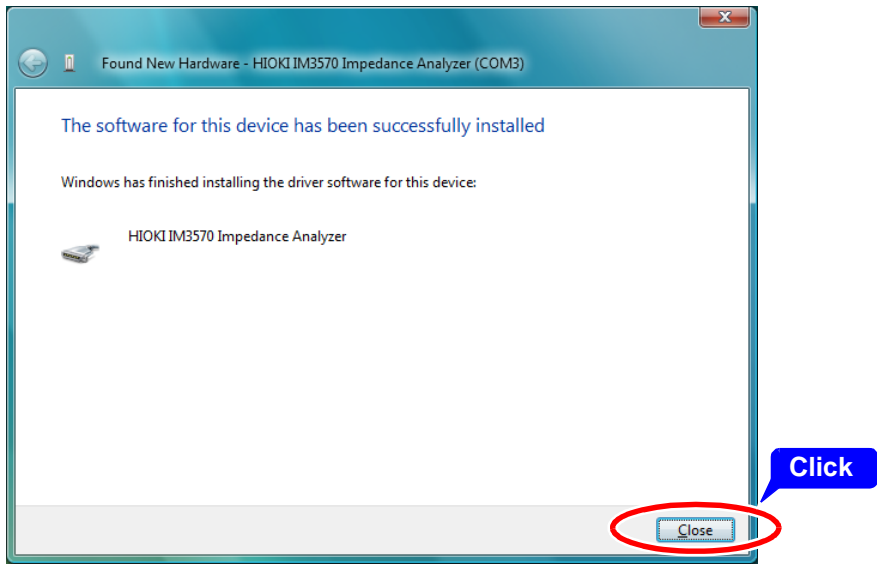 Found New Hardware - HIOKI IM3570 Impedance Analyzer (COM3)
The software for this device has been successfully installed
Windows has finished installing the driver software for this device:
HIOKI IM3570 Impedance Analyzer
Click
Close